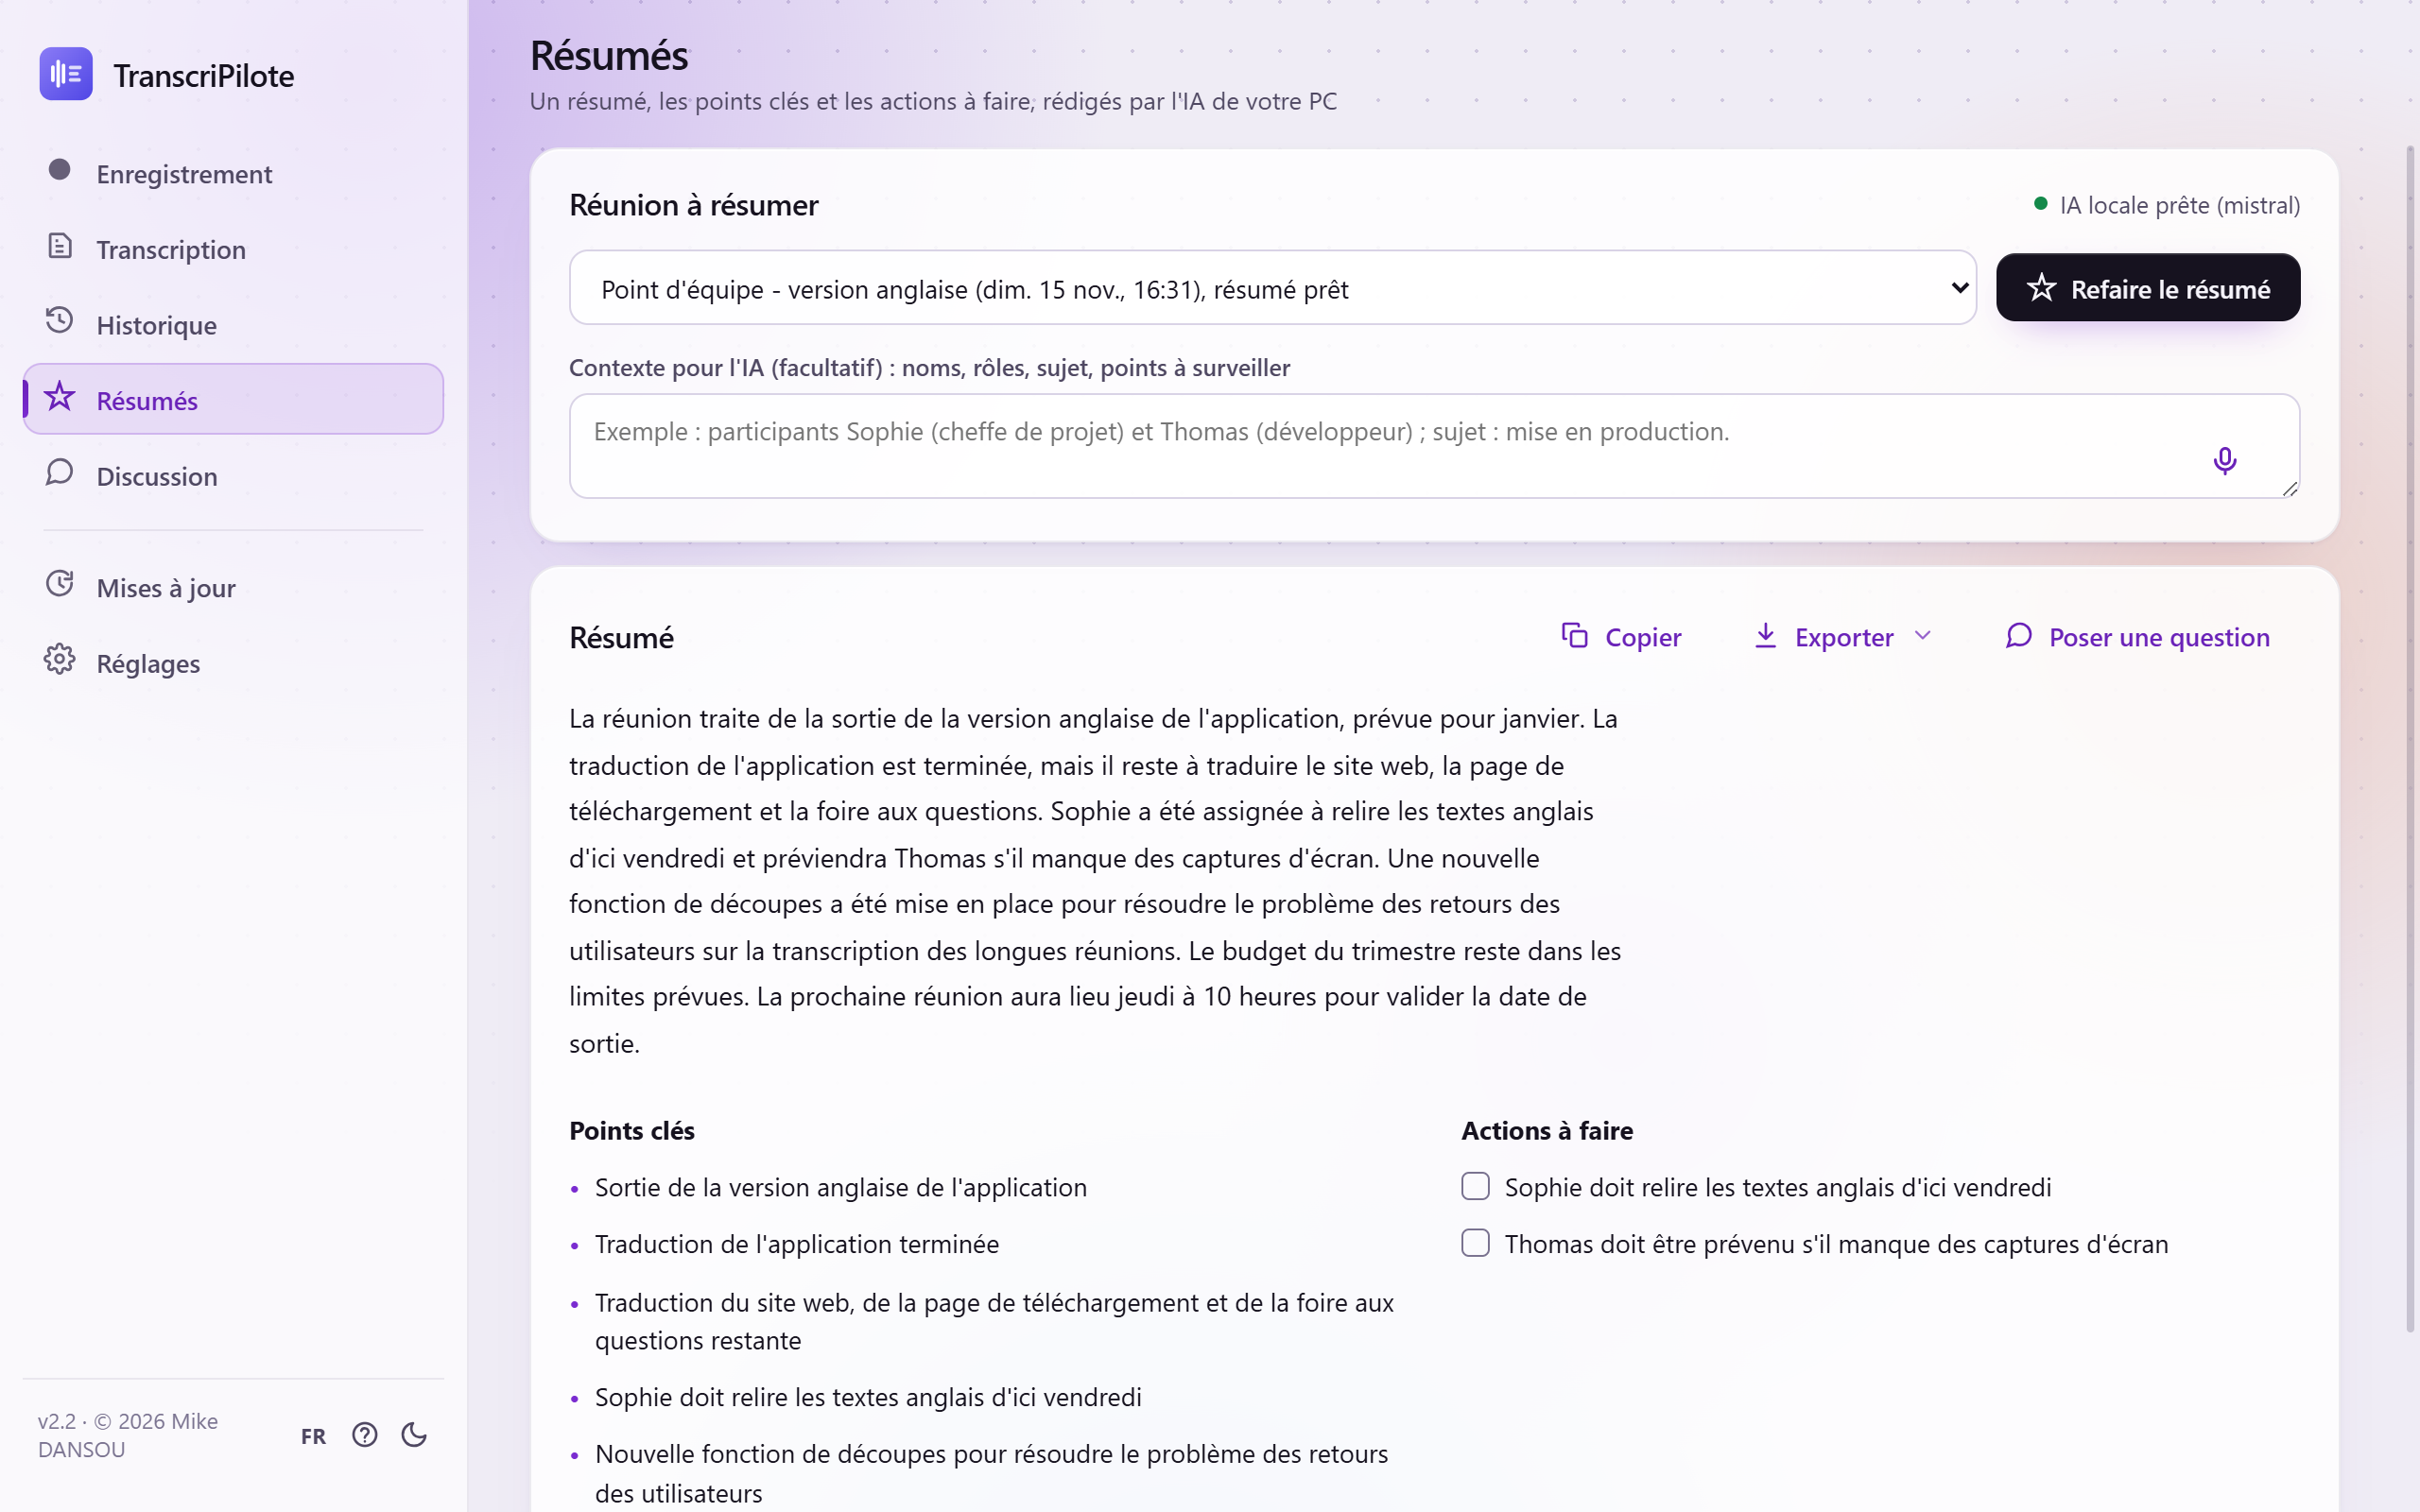 TranscriPilote
Enregistrement
Transcription
Historique
Résumés
Discussion
Mises à jour
Réglages
v2.2 · © 2026 Mike
DANSOU
FR
Résumés
Un résumé, les points clés et les actions à faire, rédigés par l'IA de votre PC
Réunion à résumer
IA locale prête (mistral)
Point d'équipe - version anglaise (dim. 15 nov., 16:31), résumé prêt
Refaire le résumé
Contexte pour l'IA (facultatif) : noms, rôles, sujet, points à surveiller
Exemple : participants Sophie (cheffe de projet) et Thomas (développeur) ; sujet : mise en production.
Résumé
Copier
Exporter
Poser une question
La réunion traite de la sortie de la version anglaise de l'application, prévue pour janvier. La
traduction de l'application est terminée, mais il reste à traduire le site web, la page de
téléchargement et la foire aux questions. Sophie a été assignée à relire les textes anglais
d'ici vendredi et préviendra Thomas s'il manque des captures d'écran. Une nouvelle
fonction de découpes a été mise en place pour résoudre le problème des retours des
utilisateurs sur la transcription des longues réunions. Le budget du trimestre reste dans les
limites prévues. La prochaine réunion aura lieu jeudi à 10 heures pour valider la date de
sortie.
Points clés
• Sortie de la version anglaise de l'application
• Traduction de l'application terminée
• Traduction du site web, de la page de téléchargement et de la foire aux
questions restante
• Sophie doit relire les textes anglais d'ici vendredi
• Nouvelle fonction de découpes pour résoudre le problème des retours
des utilisateurs
Actions à faire
Sophie doit relire les textes anglais d'ici vendredi
Thomas doit être prévenu s'il manque des captures d'écran